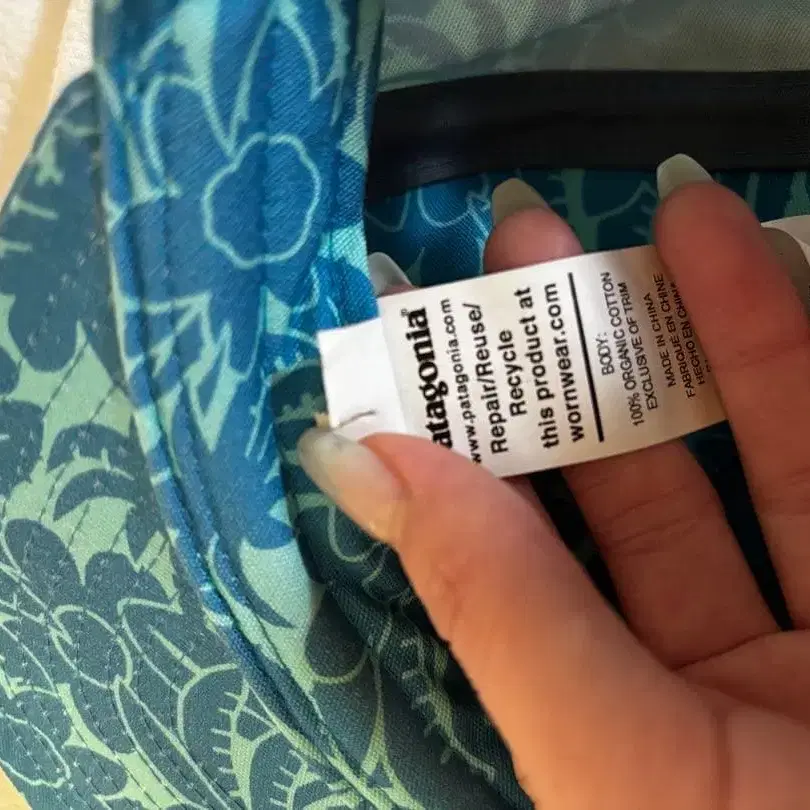 patagonia®
www.patagonia.com
Repair/Reuse/
Recycle
this product at
wornwear.com
BODY:
100% ORGANIC COTTON
EXCLUSIVE OF TRIM
MADE IN CHINA
FABRIQUÉ EN CHINE
HECHO EN CHINA